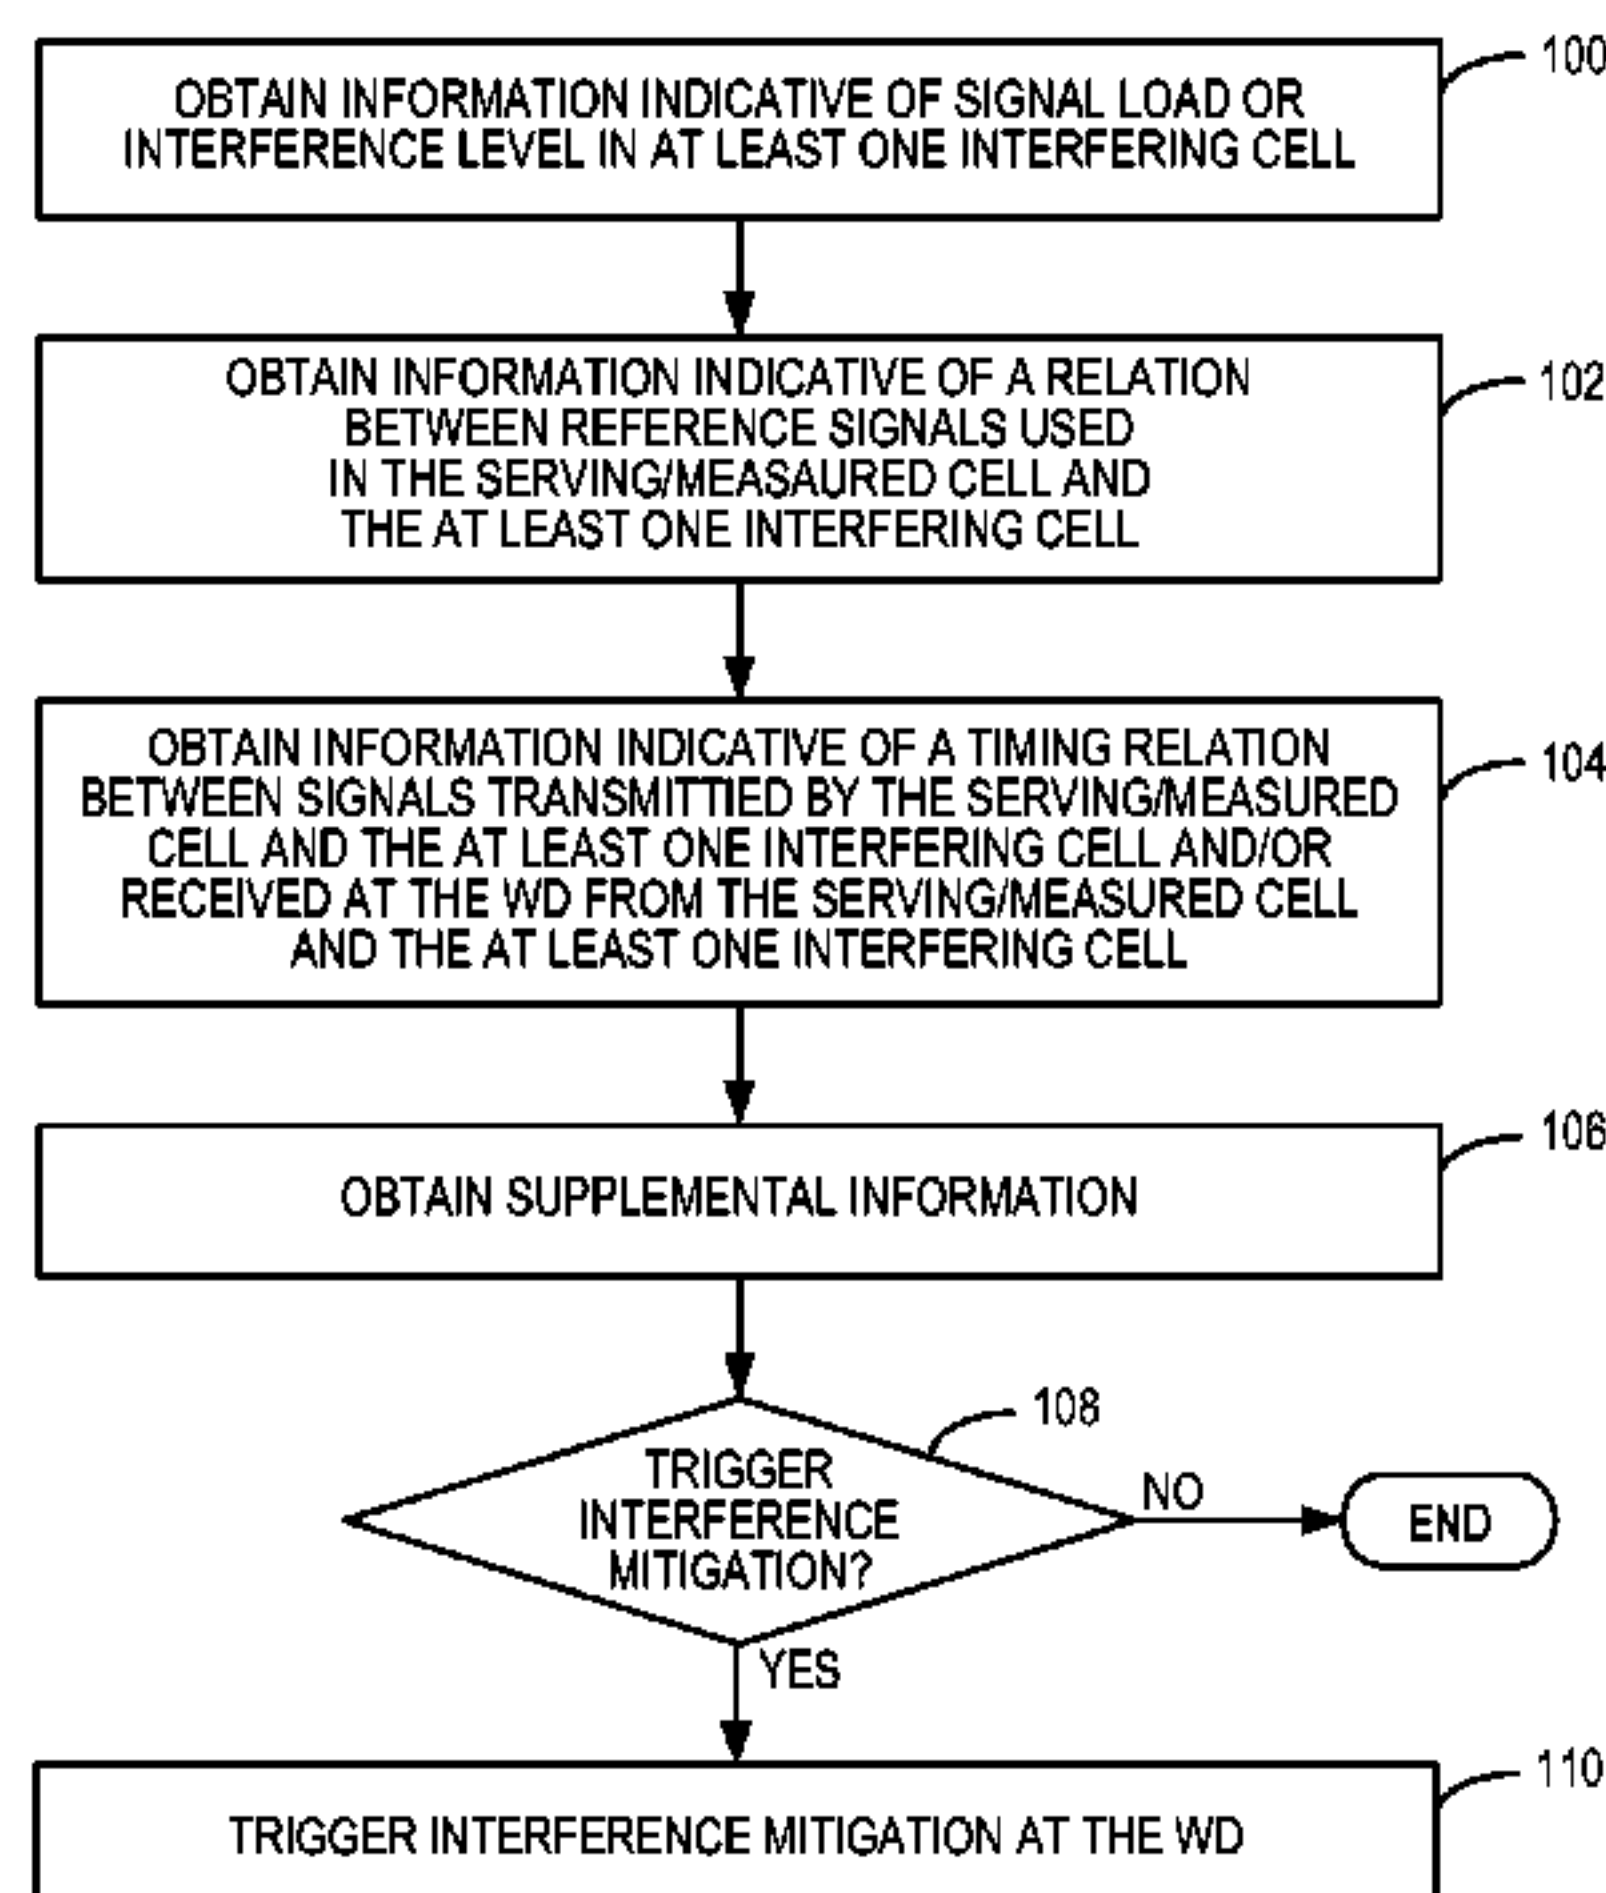 100
OBTAIN INFORMATION INDICATIVE OF SIGNAL LOAD OR
INTERFERENCE LEVEL IN AT LEAST ONE INTERFERING CELL
102
OBTAIN INFORMATION INDICATIVE OF A RELATION
BETWEEN REFERENCE SIGNALS USED
IN THE SERVING/MEASAURED CELL AND
THE AT LEAST ONE INTERFERING CELL
104
OBTAIN INFORMATION INDICATIVE OF A TIMING RELATION
BETWEEN SIGNALS TRANSMITTIED BY THE SERVING/MEASURED
CELL AND THE AT LEAST ONE INTERFERING CELL AND/OR
RECEIVED AT THE WD FROM THE SERVING/MEASURED CELL
AND THE AT LEAST ONE INTERFERING CELL
106
OBTAIN SUPPLEMENTAL INFORMATION
108
TRIGGER
INTERFERENCE
MITIGATION?
NO
END
YES
110
TRIGGER INTERFERENCE MITIGATION AT THE WD